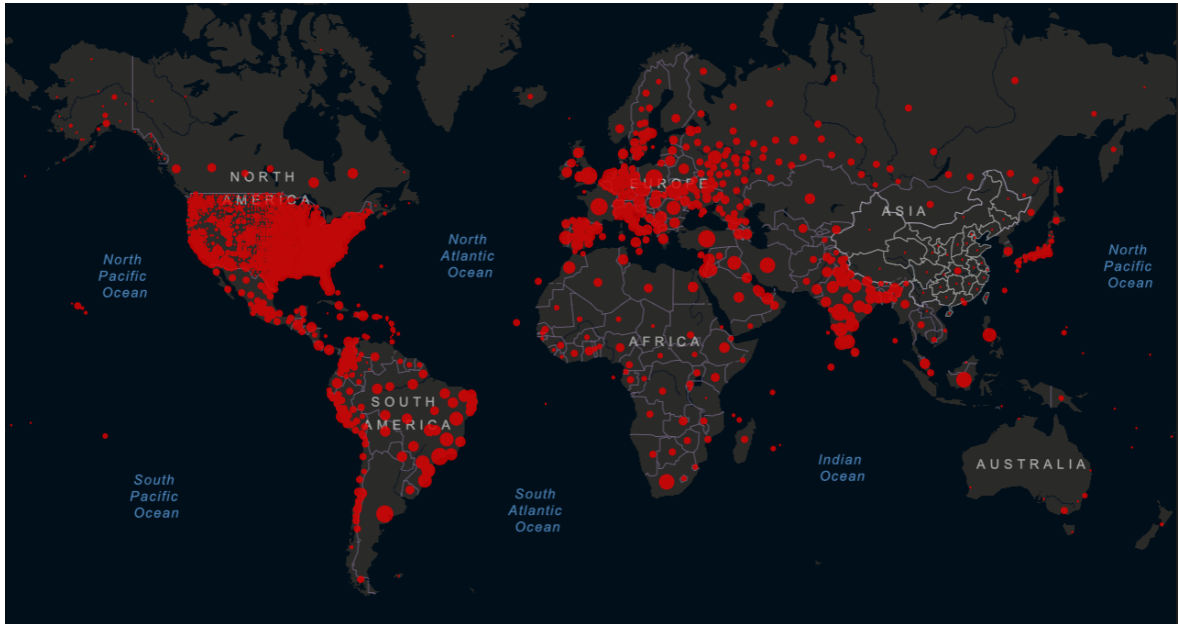 NORTH
AMERICA
EUROPE
ASIA
North
Pacific
Ocean
North
Atlantic
Ocean
North
Pacific
Ocean
AFRICA
SOUTH
AMERICA
South
Pacific
Ocean
South
Atlantic
Ocean
Indian
Ocean
AUSTRALIA